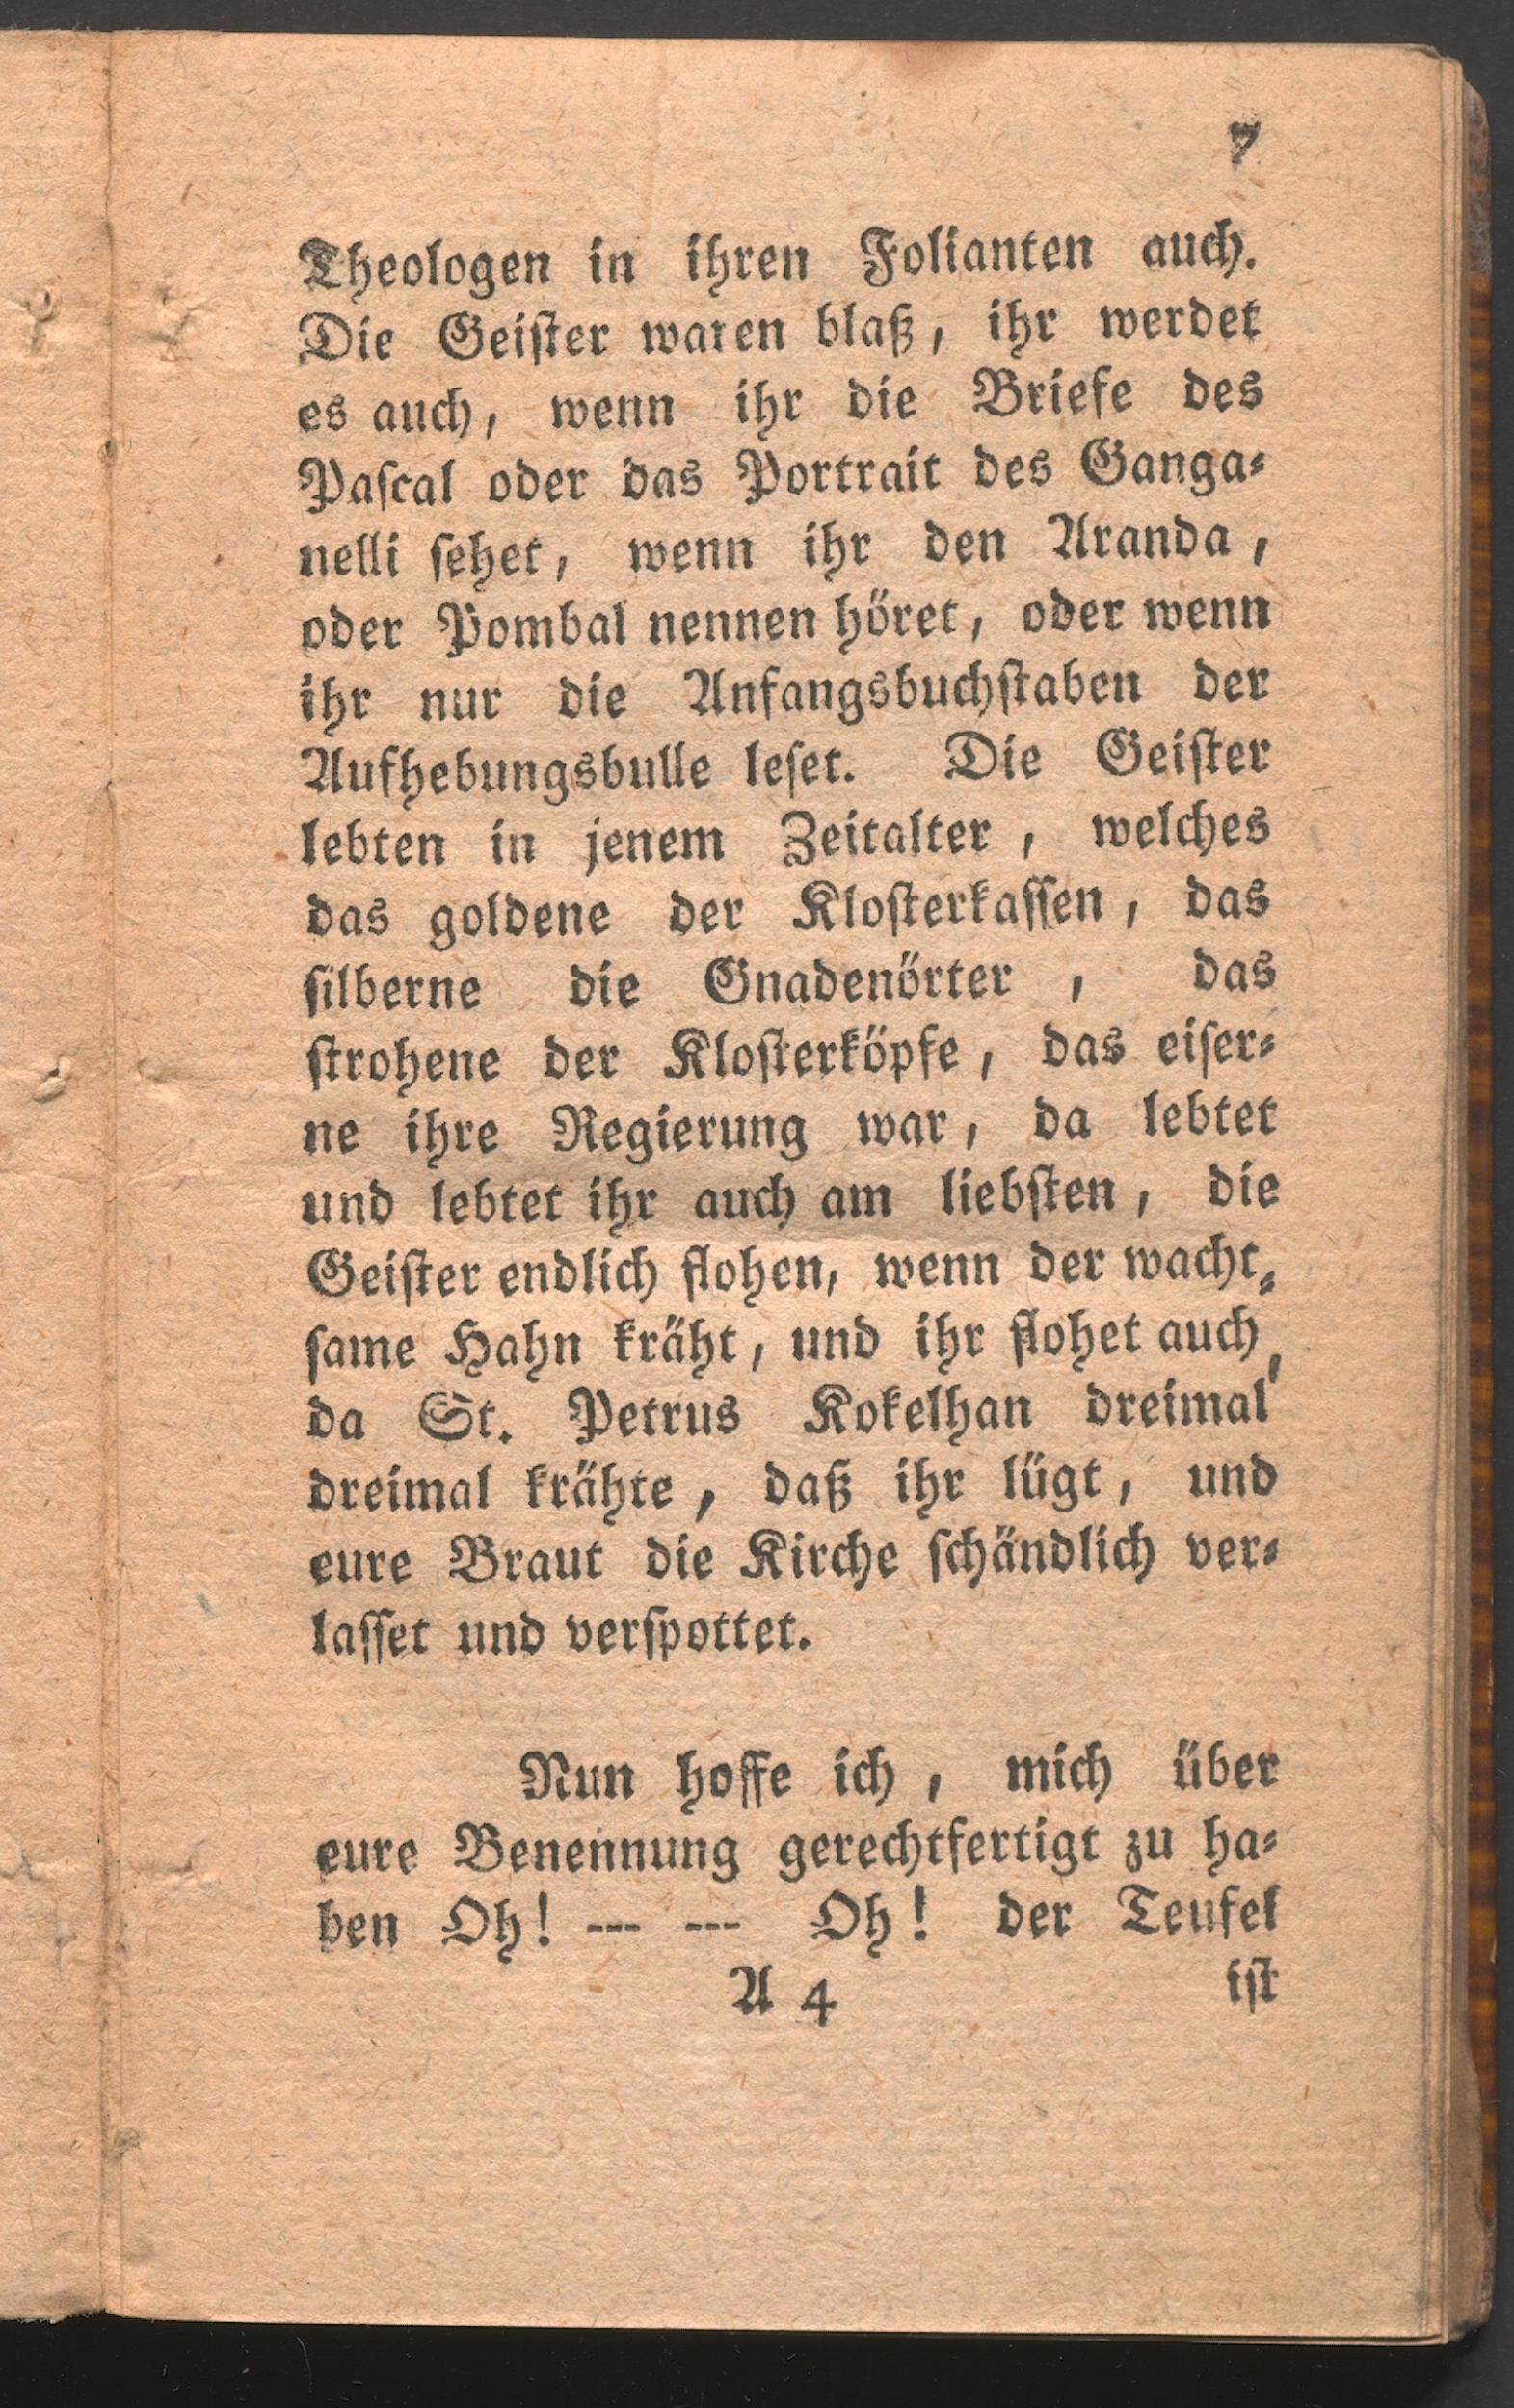 7
Theologen in ihren Folianten auch.
Die Geiſter waren blaß, ihr werdet
es auch, wenn ihr die Briefe des
Paſcal oder das Portrait des Ganga⸗
nelli ſehet, wenn ihr den Aranda,
oder Pombal nennen höret, oder wenn
ihr nur die Anfangsbuchſtaben der
Aufhebungsbulle leſet. Die Geiſter
lebten in jenem Zeitalter, welches
das goldene der Kloſterkaſſen, das
ſilberne die Gnadenörter, das
ſtrohene der Kloſterköpfe, das eiſer⸗
ne ihre Regierung war, da lebtet
und lebtet ihr auch am liebſten, die
Geiſter endlich flohen, wenn der wacht⸗
ſame Hahn kräht, und ihr flohet auch,
da St. Petrus Kokelhan dreimal
dreimal krähte, daß ihr lügt, und
eure Braut die Kirche ſchändlich ver⸗
laſſet und verſpottet.
Nun hoffe ich, mich über
eure Benennung gerechtfertigt zu ha⸗
ben Oh! --- --- Oh! der Teufel
A 4 iſt